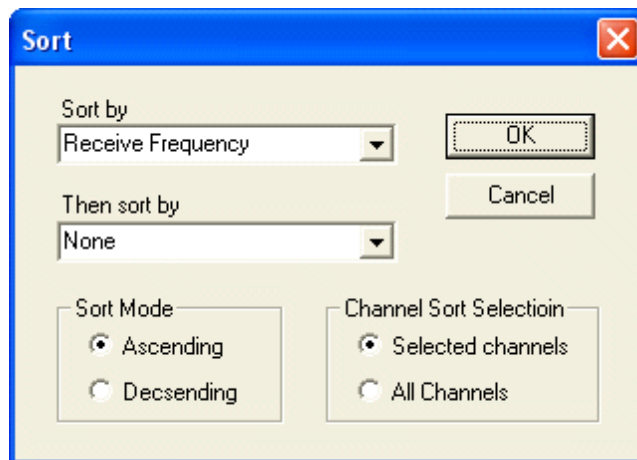 Sort
Sort by
Receive Frequency
OK
Cancel
Then sort by
None
Sort Mode
Ascending
Decsending
Channel Sort Selectioin
Selected channels
All Channels